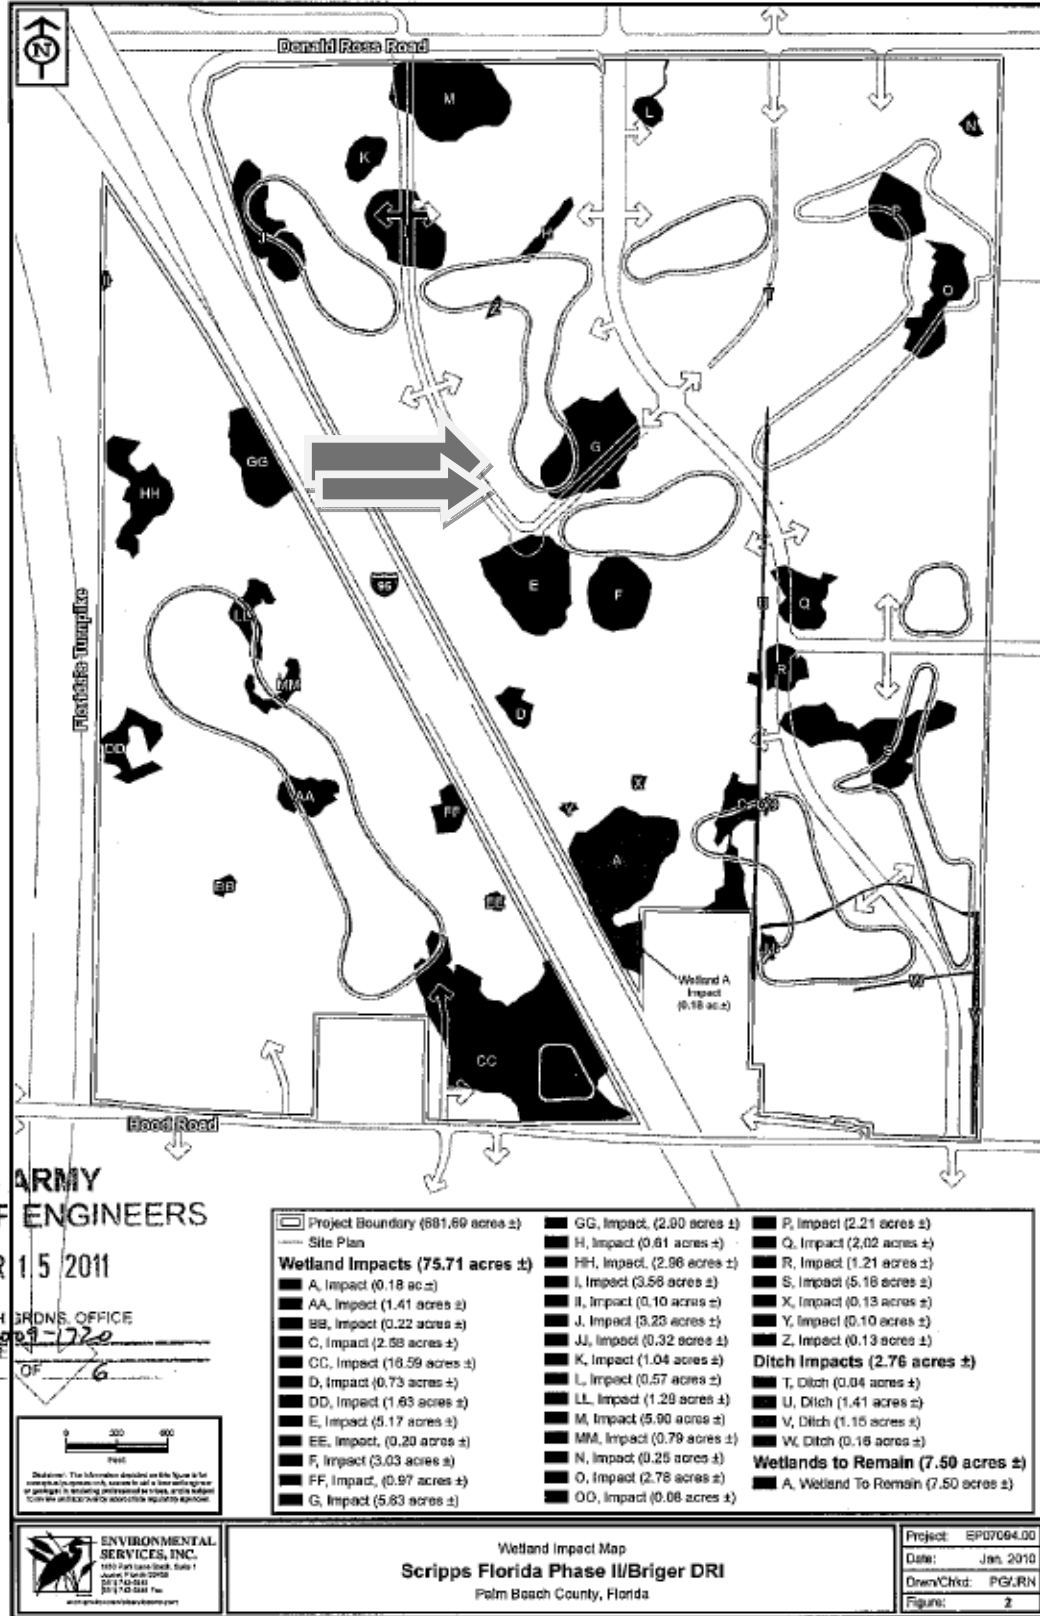 N
Donald Ross Road
M
L
N
K
P
H
J
O
Z
T
G
GG
HH
95
E
F
Q
Florida's Turnpike
LL
R
MM
D
DD
S
X
AA
Y
FF
A
BB
EE
Wetland A
Impact
(0.18 ac.±)
W
CC
Hood Road
ARMY
ENGINEERS
1 5 2011
GRDNS. OFFICE
OF 6
0 300 600
Feet
Project Boundary (681.69 acres ±)
Site Plan
Wetland Impacts (75.71 acres ±)
A, Impact (0.18 ac.±)
AA, Impact (1.41 acres ±)
BB, Impact (0.22 acres ±)
C, Impact (2.58 acres ±)
CC, Impact (16.59 acres ±)
D, Impact (0.73 acres ±)
DD, Impact (1.63 acres ±)
E, Impact (5.17 acres ±)
EE, Impact, (0.20 acres ±)
F, Impact (3.03 acres ±)
FF, Impact, (0.97 acres ±)
G, Impact (5.63 acres ±)
GG, Impact, (2.90 acres ±)
H, Impact (0.61 acres ±)
HH, Impact, (2.98 acres ±)
I, Impact (3.56 acres ±)
II, Impact (0.10 acres ±)
J, Impact (3.23 acres ±)
JJ, Impact (0.32 acres ±)
K, Impact (1.04 acres ±)
L, Impact (0.57 acres ±)
LL, Impact (1.28 acres ±)
M, Impact (5.90 acres ±)
MM, Impact (0.79 acres ±)
N, Impact (0.25 acres ±)
O, Impact (2.78 acres ±)
OO, Impact (0.08 acres ±)
P, Impact (2.21 acres ±)
Q, Impact (2.02 acres ±)
R, Impact (1.21 acres ±)
S, Impact (5.18 acres ±)
X, Impact (0.13 acres ±)
Y, Impact (0.10 acres ±)
Z, Impact (0.13 acres ±)
Ditch Impacts (2.76 acres ±)
T, Ditch (0.04 acres ±)
U, Ditch (1.41 acres ±)
V, Ditch (1.15 acres ±)
W, Ditch (0.16 acres ±)
Wetlands to Remain (7.50 acres ±)
A, Wetland To Remain (7.50 acres ±)
ENVIRONMENTAL
SERVICES, INC.
Wetland Impact Map
Scripps Florida Phase II/Briger DRI
Palm Beach County, Florida
Project: EP07094.00
Date: Jan. 2010
Drwn/Chkd: PG/JRN
Figure: 2